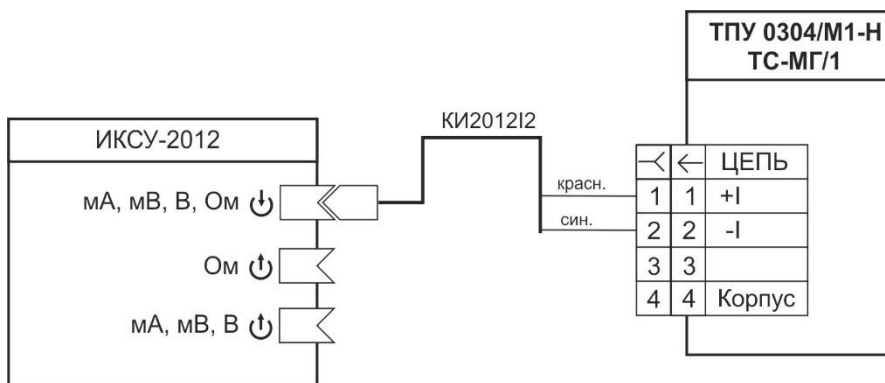 ТПУ 0304/М1-Н
ТС-МГ/1
КИ2012I2
ИКСУ-2012
мА, мВ, В, Ом
Ом
мА, мВ, В
красн.
син.
ЦЕПЬ
1 1 +I
2 2 -I
3 3
4 4 Корпус